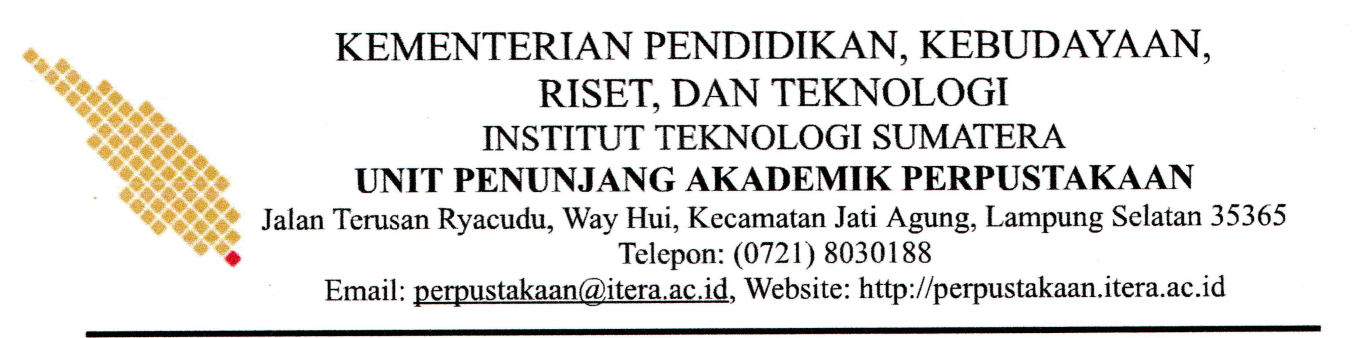 KEMENTERIAN PENDIDIKAN, KEBUDAYAAN,
RISET, DAN TEKNOLOGI
INSTITUT TEKNOLOGI SUMATERA
UNIT PENUNJANG AKADEMIK PERPUSTAKAAN
Jalan Terusan Ryacudu, Way Hui, Kecamatan Jati Agung, Lampung Selatan 35365
Telepon: (0721) 8030188
Email: perpustakaan@itera.ac.id, Website: http://perpustakaan.itera.ac.id